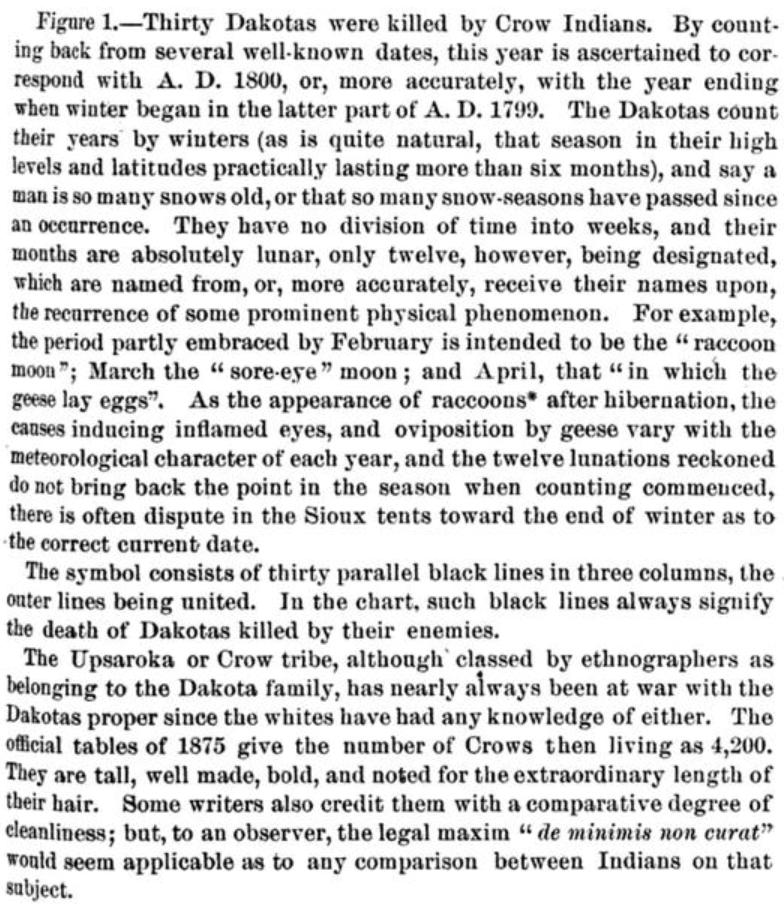 Figure 1.—Thirty Dakotas were killed by Crow Indians. By count-
ing back from several well-known dates, this year is ascertained to cor-
respond with A. D. 1800, or, more accurately, with the year ending
when winter began in the latter part of A. D. 1799. The Dakotas count
their years by winters (as is quite natural, that season in their high
levels and latitudes practically lasting more than six months), and say a
man is so many snows old, or that so many snow-seasons have passed since
an occurrence. They have no division of time into weeks, and their
months are absolutely lunar, only twelve, however, being designated,
which are named from, or, more accurately, receive their names upon,
the recurrence of some prominent physical phenomenon. For example,
the period partly embraced by February is intended to be the “raccoon
moon”; March the “sore-eye” moon; and April, that “in which the
geese lay eggs”. As the appearance of raccoons* after hibernation, the
causes inducing inflamed eyes, and oviposition by geese vary with the
meteorological character of each year, and the twelve lunations reckoned
do not bring back the point in the season when counting commenced,
there is often dispute in the Sioux tents toward the end of winter as to
the correct current date.
The symbol consists of thirty parallel black lines in three columns, the
outer lines being united. In the chart, such black lines always signify
the death of Dakotas killed by their enemies.
The Upsaroka or Crow tribe, although classed by ethnographers as
belonging to the Dakota family, has nearly always been at war with the
Dakotas proper since the whites have had any knowledge of either. The
official tables of 1875 give the number of Crows then living as 4,200.
They are tall, well made, bold, and noted for the extraordinary length of
their hair. Some writers also credit them with a comparative degree of
cleanliness; but, to an observer, the legal maxim “de minimis non curat”
would seem applicable as to any comparison between Indians on that
subject.